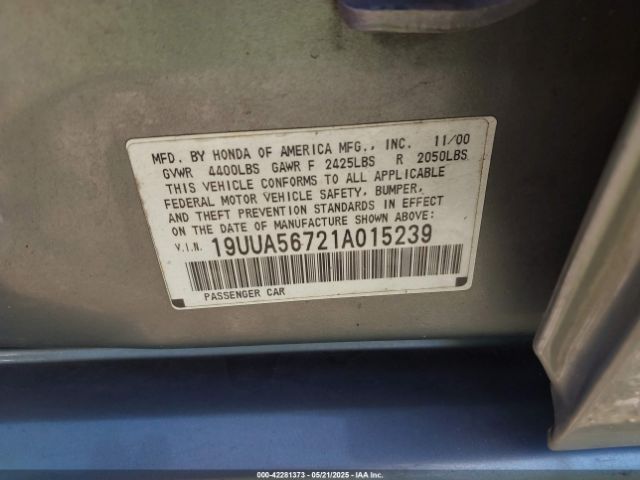 MFD. BY HONDA OF AMERICA MFG., INC. 11/00
GVWR 4400LBS GAWR F 2425LBS R 2050LBS
THIS VEHICLE CONFORMS TO ALL APPLICABLE
FEDERAL MOTOR VEHICLE SAFETY, BUMPER,
AND THEFT PREVENTION STANDARDS IN EFFECT
ON THE DATE OF MANUFACTURE SHOWN ABOVE:
V.I.N. 19UUA56721A015239
PASSENGER CAR
000-42281373 - 05/21/2025 - IAA Inc.